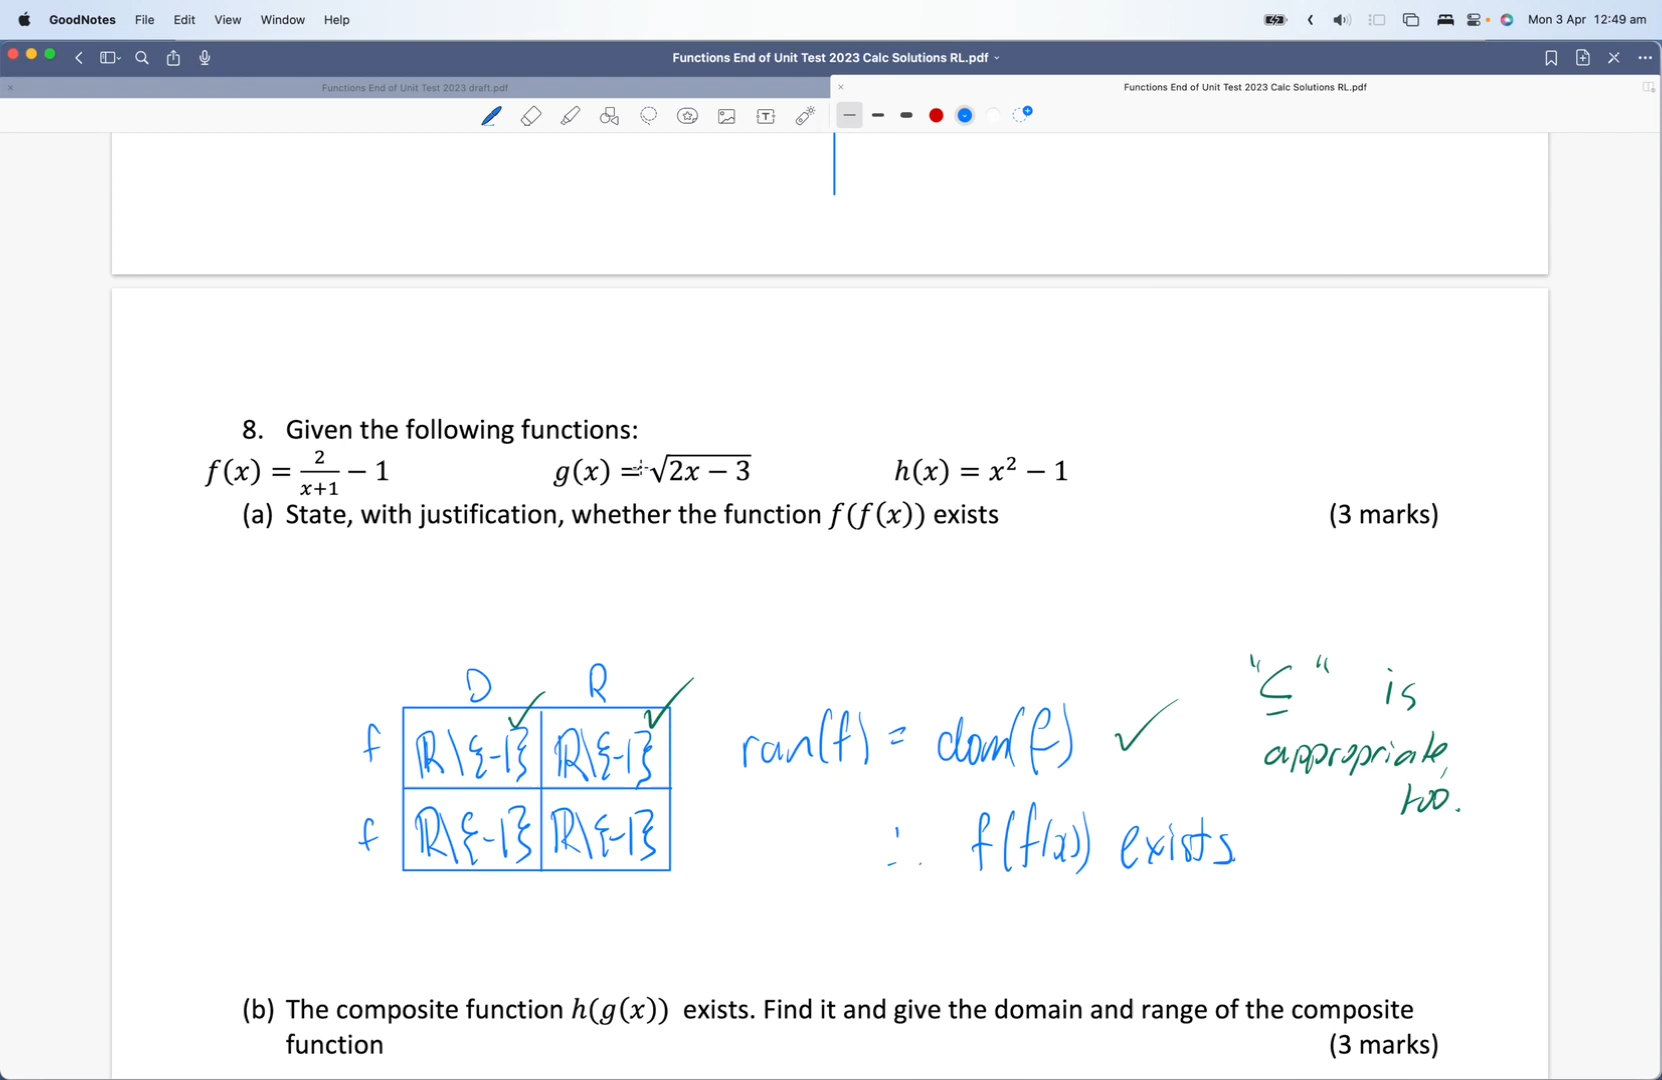 GoodNotes File Edit View Window Help Mon 3 Apr 12:49 am
Functions End of Unit Test 2023 Calc Solutions RL.pdf
Functions End of Unit Test 2023 draft.pdf Functions End of Unit Test 2023 Calc Solutions RL.pdf
8. Given the following functions:
f(x) = 2/(x+1) − 1 g(x) = √(2x − 3) h(x) = x² − 1
(a) State, with justification, whether the function f(f(x)) exists (3 marks)
D R
f ℝ\{-1} ℝ\{-1}
f ℝ\{-1} ℝ\{-1}
ran(f) = dom(f) ✓
∴ f(f(x)) exists.
"⊆" is
appropriate,
too.
(b) The composite function h(g(x)) exists. Find it and give the domain and range of the composite
function (3 marks)